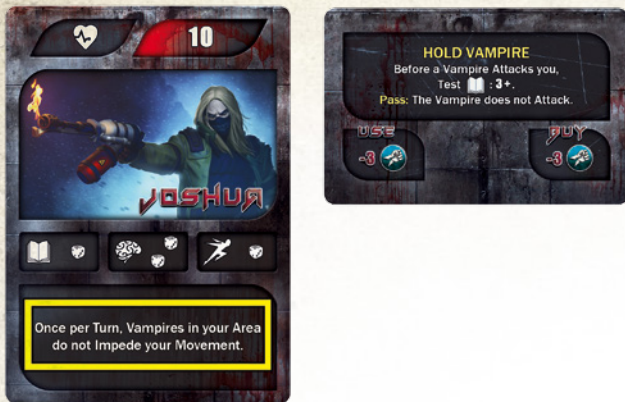 10
JOSHUA
Once per Turn, Vampires in your Area
do not Impede your Movement.
HOLD VAMPIRE
Before a Vampire Attacks you,
Test : 3+.
Pass: The Vampire does not Attack.
USE
-3
BUY
-3